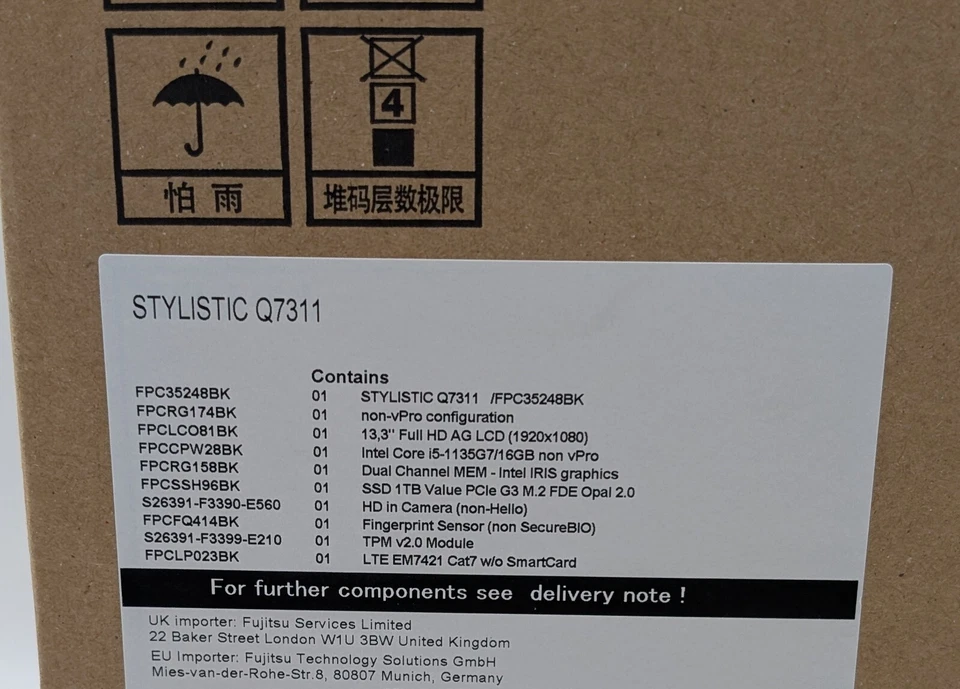 怕雨
4
堆码层数极限
STYLISTIC Q7311
Contains
FPC35248BK 01 STYLISTIC Q7311 /FPC35248BK
FPCRG174BK 01 non-vPro configuration
FPCLCO81BK 01 13,3'' Full HD AG LCD (1920x1080)
FPCCPW28BK 01 Intel Core i5-1135G7/16GB non vPro
FPCRG158BK 01 Dual Channel MEM - Intel IRIS graphics
FPCSSH96BK 01 SSD 1TB Value PCIe G3 M.2 FDE Opal 2.0
S26391-F3390-E560 01 HD in Camera (non-Hello)
FPCFQ414BK 01 Fingerprint Sensor (non SecureBIO)
S26391-F3399-E210 01 TPM v2.0 Module
FPCLP023BK 01 LTE EM7421 Cat7 w/o SmartCard
For further components see delivery note !
UK importer: Fujitsu Services Limited
22 Baker Street London W1U 3BW United Kingdom
EU Importer: Fujitsu Technology Solutions GmbH
Mies-van-der-Rohe-Str.8, 80807 Munich, Germany